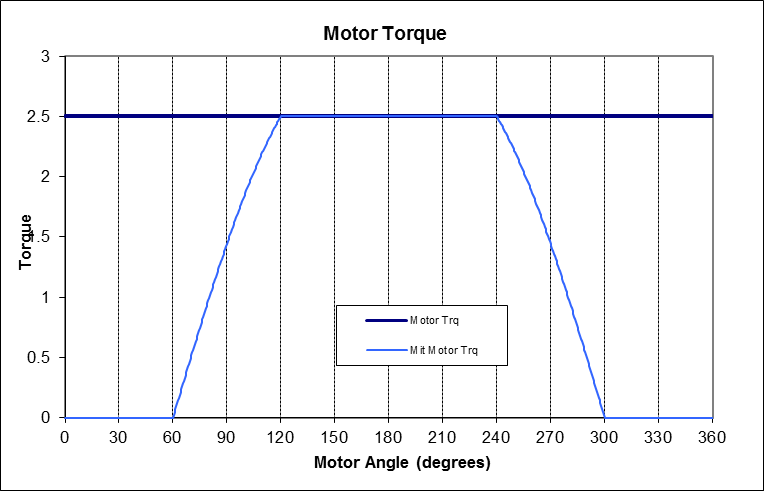 Motor Torque
3
2.5
2
1.5
1
0.5
0
Torque
Motor Trq
Mit Motor Trq
0 30 60 90 120 150 180 210 240 270 300 330 360
Motor Angle (degrees)